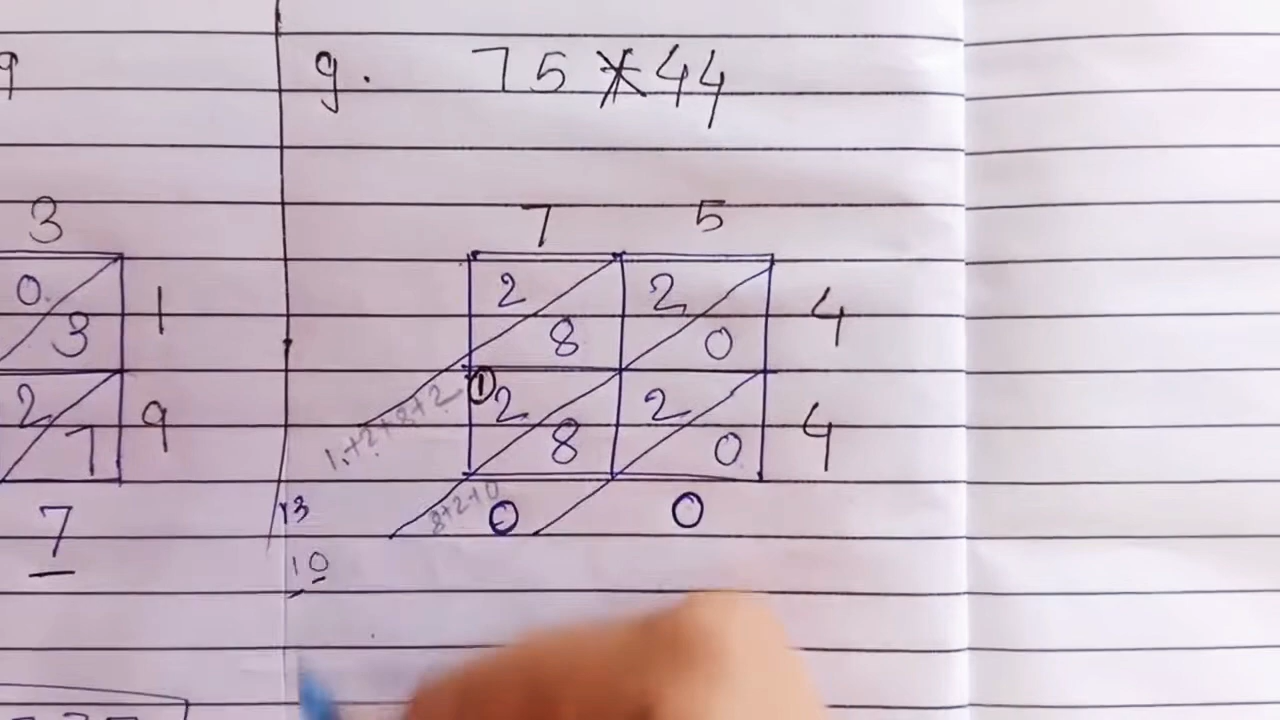 9
g. 75 * 44
3
7 5
0 3 1
2 8 2 0 4
2 7 9
① 2 8 2 0 4
1+2+8+2
8+2+0
7
13
0 0
10